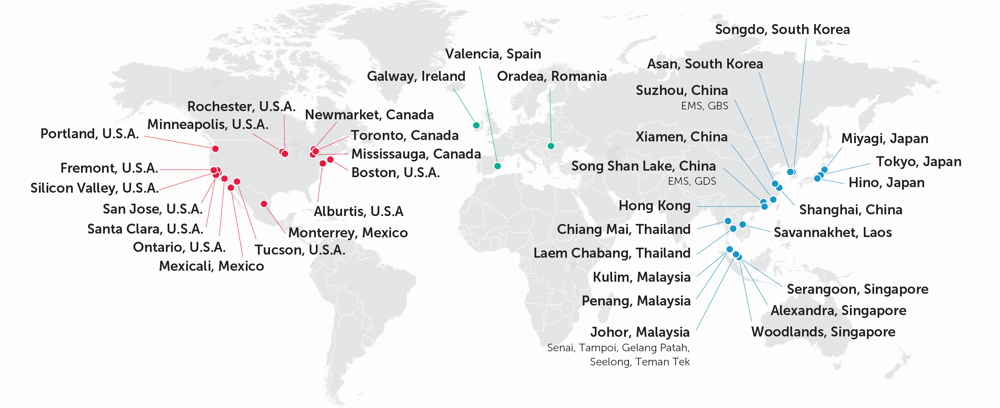 Songdo, South Korea
Valencia, Spain
Asan, South Korea
Galway, Ireland
Oradea, Romania
Suzhou, China
EMS, GBS
Rochester, U.S.A.
Newmarket, Canada
Minneapolis, U.S.A.
Portland, U.S.A.
Toronto, Canada
Xiamen, China
Miyagi, Japan
Mississauga, Canada
Tokyo, Japan
Fremont, U.S.A.
Boston, U.S.A.
Song Shan Lake, China
EMS, GDS
Hino, Japan
Silicon Valley, U.S.A.
San Jose, U.S.A.
Alburtis, U.S.A
Hong Kong
Shanghai, China
Santa Clara, U.S.A.
Monterrey, Mexico
Chiang Mai, Thailand
Savannakhet, Laos
Ontario, U.S.A.
Tucson, U.S.A.
Laem Chabang, Thailand
Mexicali, Mexico
Kulim, Malaysia
Serangoon, Singapore
Penang, Malaysia
Alexandra, Singapore
Johor, Malaysia
Senai, Tampoi, Gelang Patah,
Seelong, Teman Tek
Woodlands, Singapore